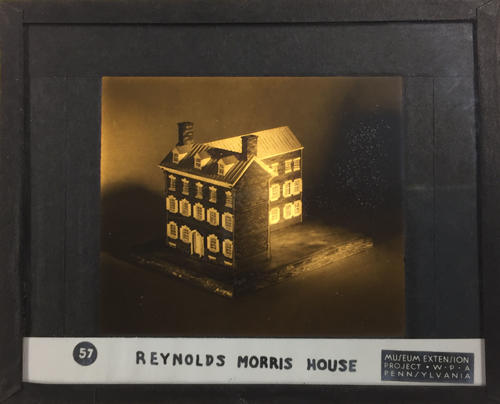 57
REYNOLDS MORRIS HOUSE
MUSEUM EXTENSION
PROJECT • W • P • A
PENNSYLVANIA